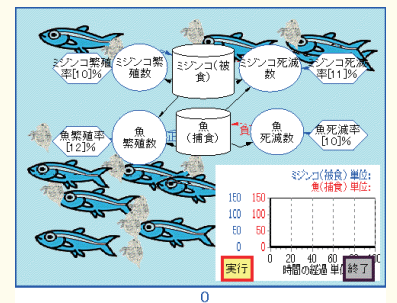 ミジンコ繁殖
率[10]%
ミジンコ繁
殖数
ミジンコ(被
食)
ミジンコ死滅
数
ミジンコ死滅
率[11]%
魚繁殖率
[12]%
魚
繁殖数
正
魚
(捕食)
負
魚
死滅数
魚死滅率
[10]%
ミジンコ(被食) 単位:
魚(捕食) 単位:
150 150
100 100
50 50
0 0
0 20 40 60 80 100
実行
時間の経過 単位
終了
0